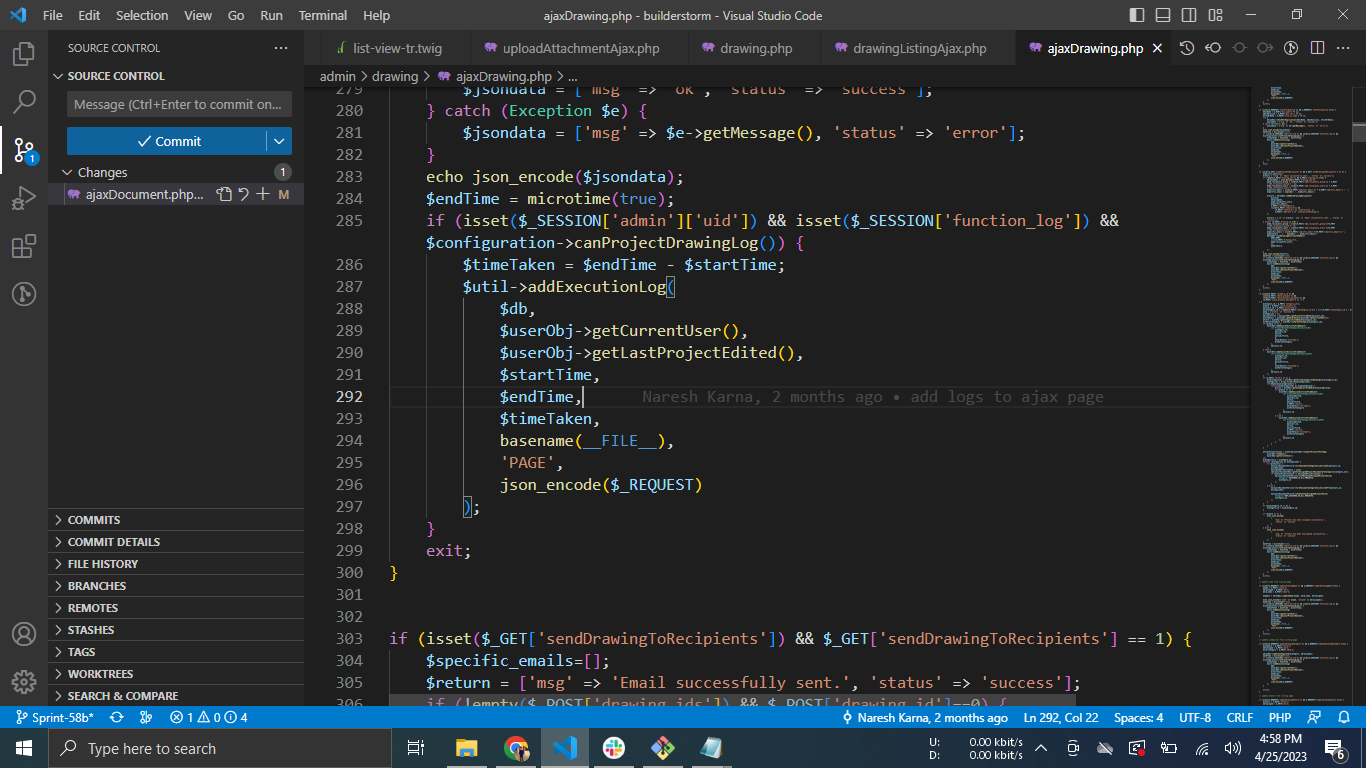 File Edit Selection View Go Run Terminal Help
ajaxDrawing.php - builderstorm - Visual Studio Code
SOURCE CONTROL
list-view-tr.twig
uploadAttachmentAjax.php
drawing.php
drawingListingAjax.php
ajaxDrawing.php
SOURCE CONTROL
Message (Ctrl+Enter to commit on...
Commit
Changes 1
ajaxDocument.php... M
COMMITS
COMMIT DETAILS
FILE HISTORY
BRANCHES
REMOTES
STASHES
TAGS
WORKTREES
SEARCH & COMPARE
1
admin > drawing > ajaxDrawing.php > ...
279 $jsondata = ['msg' => 'ok', 'status' => 'success'];
280 } catch (Exception $e) {
281 $jsondata = ['msg' => $e->getMessage(), 'status' => 'error'];
282 }
283 echo json_encode($jsondata);
284 $endTime = microtime(true);
285 if (isset($_SESSION['admin']['uid']) && isset($_SESSION['function_log']) &&
$configuration->canProjectDrawingLog()) {
286 $timeTaken = $endTime - $startTime;
287 $util->addExecutionLog(
288 $db,
289 $userObj->getCurrentUser(),
290 $userObj->getLastProjectEdited(),
291 $startTime,
292 $endTime, Naresh Karna, 2 months ago • add logs to ajax page
293 $timeTaken,
294 basename(__FILE__),
295 'PAGE',
296 json_encode($_REQUEST)
297 );
298 }
299 exit;
300 }
301
302
303 if (isset($_GET['sendDrawingToRecipients']) && $_GET['sendDrawingToRecipients'] == 1) {
304 $specific_emails=[];
305 $return = ['msg' => 'Email successfully sent.', 'status' => 'success'];
306 if (!empty($_POST['drawing_ids']) && $_POST['drawing_id']==0) {
Sprint-58b* 1 0 4 Naresh Karna, 2 months ago Ln 292, Col 22 Spaces: 4 UTF-8 CRLF PHP
Type here to search
U: 0.00 kbit/s
D: 0.00 kbit/s
4:58 PM
4/25/2023
6